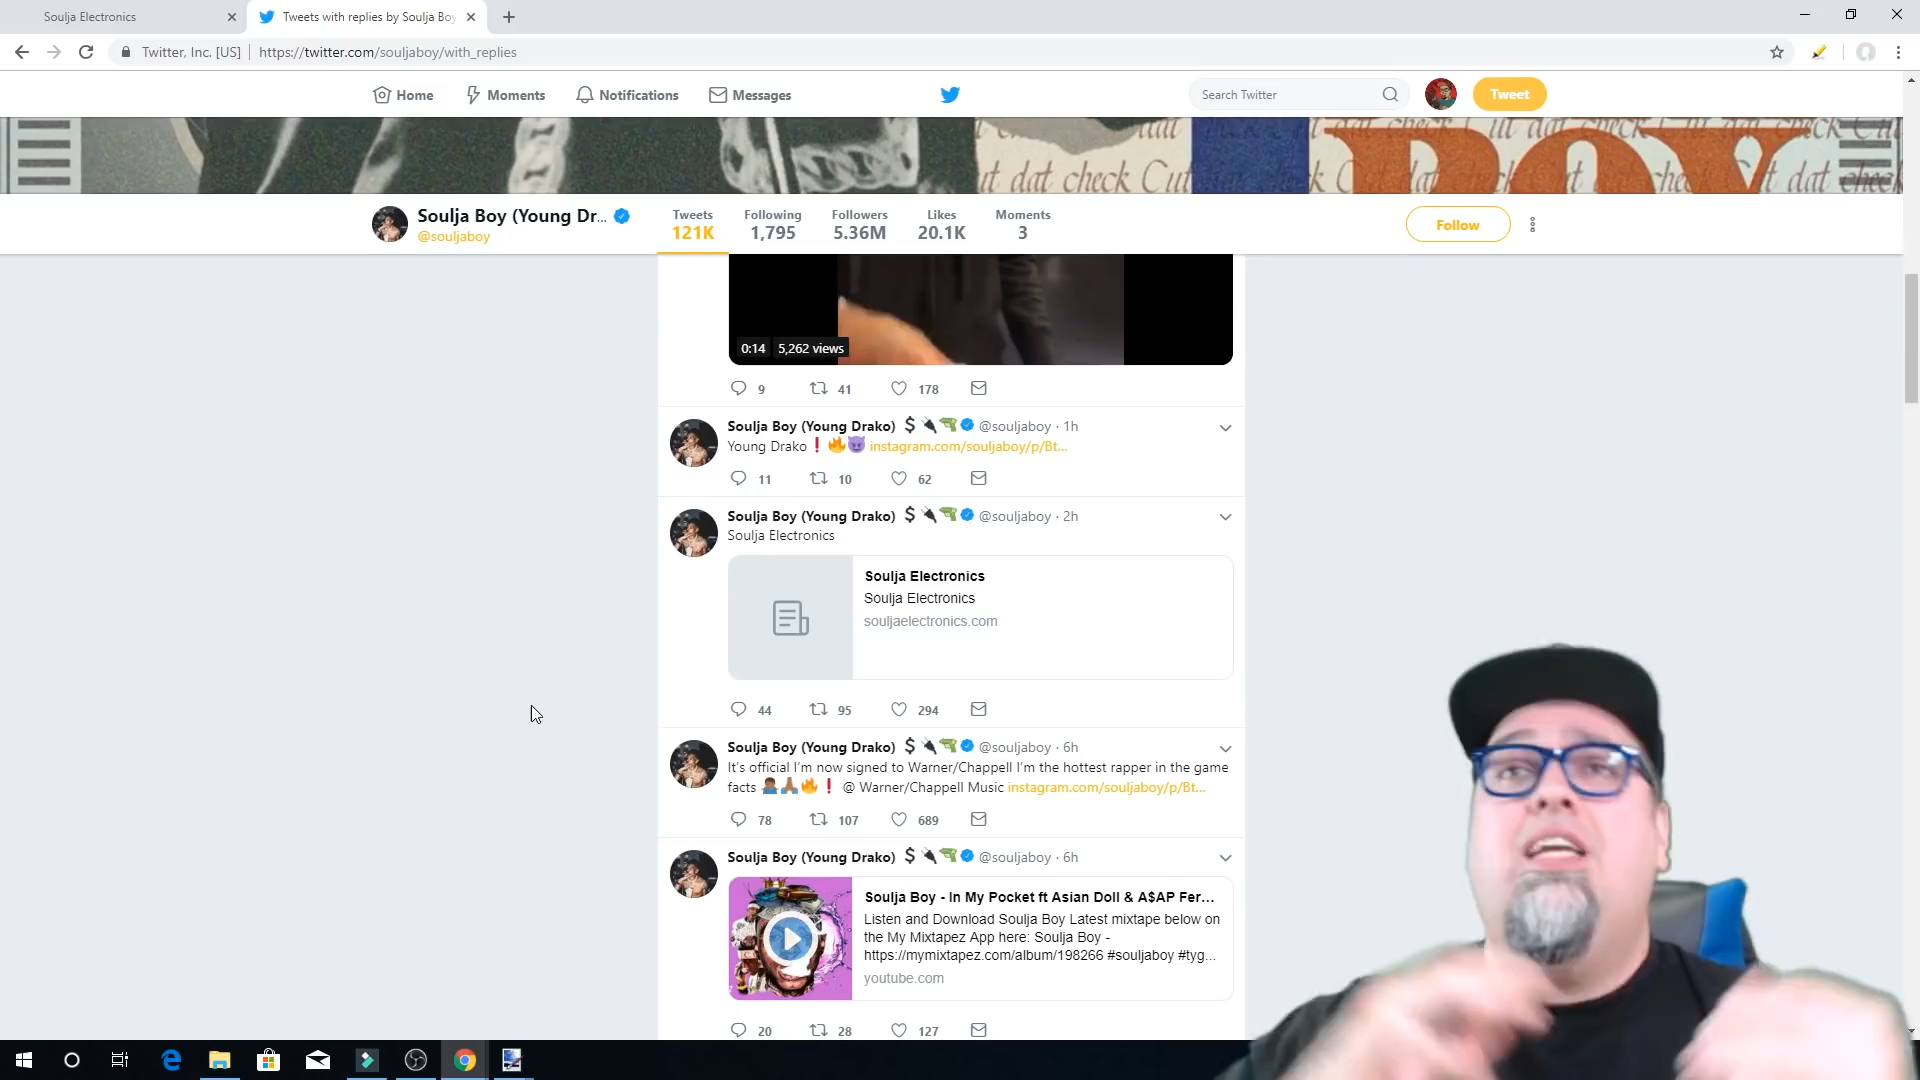 Soulja Electronics
Tweets with replies by Soulja Boy
Twitter, Inc. [US] | https://twitter.com/souljaboy/with_replies
Home Moments Notifications Messages Search Twitter Tweet
dat check
BOY
Soulja Boy (Young Dr...
@souljaboy
Tweets Following Followers Likes Moments
121K 1,795 5.36M 20.1K 3
Follow
0:14 5,262 views
9 41 178
Soulja Boy (Young Drako) $🔌🔫 @souljaboy · 1h
Young Drako❗🔥😈 instagram.com/souljaboy/p/Bt...
11 10 62
Soulja Boy (Young Drako) $🔌🔫 @souljaboy · 2h
Soulja Electronics
Soulja Electronics
Soulja Electronics
souljaelectronics.com
44 95 294
Soulja Boy (Young Drako) $🔌🔫 @souljaboy · 6h
It's official I'm now signed to Warner/Chappell I'm the hottest rapper in the game
facts 🤷🏾‍♂️🙏🏾🔥❗ @ Warner/Chappell Music instagram.com/souljaboy/p/Bt...
78 107 689
Soulja Boy (Young Drako) $🔌🔫 @souljaboy · 6h
Soulja Boy - In My Pocket ft Asian Doll & A$AP Fer...
Listen and Download Soulja Boy Latest mixtape below on
the My Mixtapez App here: Soulja Boy -
https://mymixtapez.com/album/198266 #souljaboy #tyg...
youtube.com
20 28 127